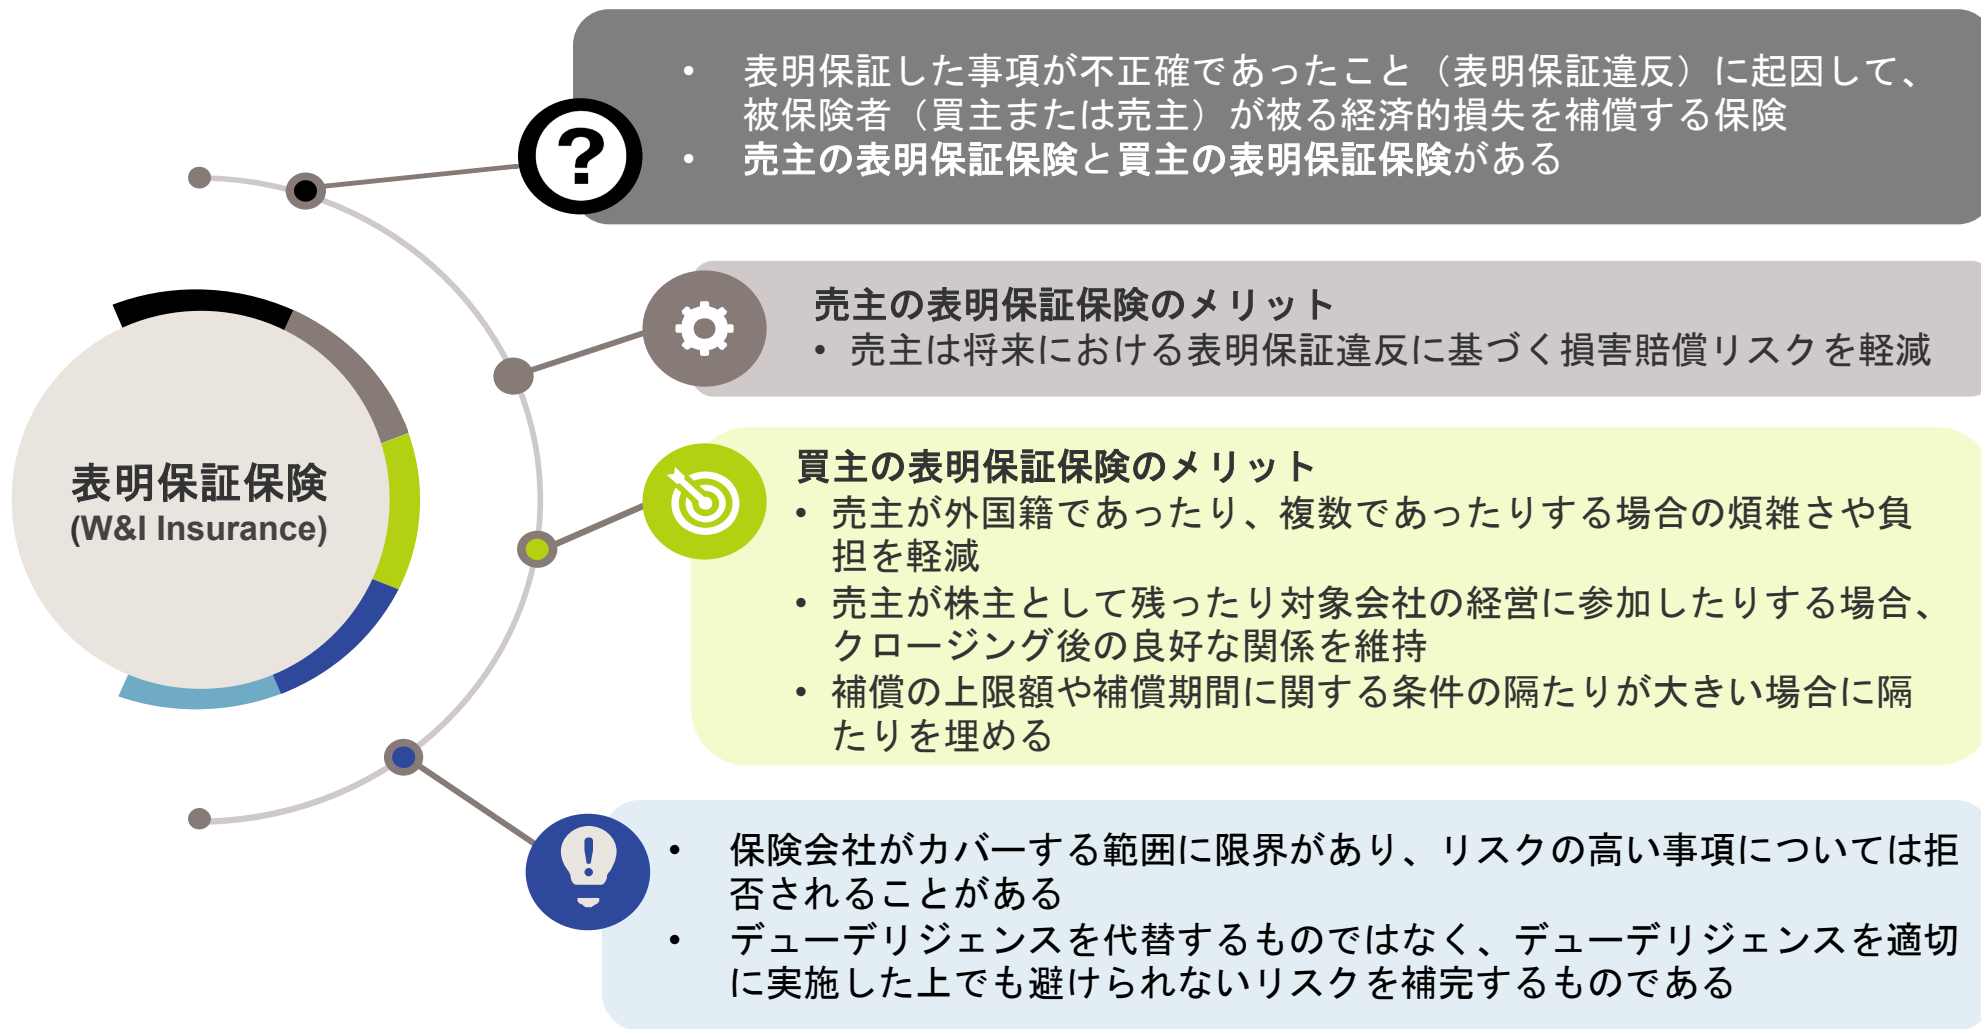 • 表明保証した事項が不正確であったこと（表明保証違反）に起因して、
被保険者（買主または売主）が被る経済的損失を補償する保険
• 売主の表明保証保険と買主の表明保証保険がある
?
売主の表明保証保険のメリット
• 売主は将来における表明保証違反に基づく損害賠償リスクを軽減
表明保証保険
(W&I Insurance)
買主の表明保証保険のメリット
• 売主が外国籍であったり、複数であったりする場合の煩雑さや負
担を軽減
• 売主が株主として残ったり対象会社の経営に参加したりする場合、
クロージング後の良好な関係を維持
• 補償の上限額や補償期間に関する条件の隔たりが大きい場合に隔
たりを埋める
!
• 保険会社がカバーする範囲に限界があり、リスクの高い事項については拒
否されることがある
• デューデリジェンスを代替するものではなく、デューデリジェンスを適切
に実施した上でも避けられないリスクを補完するものである